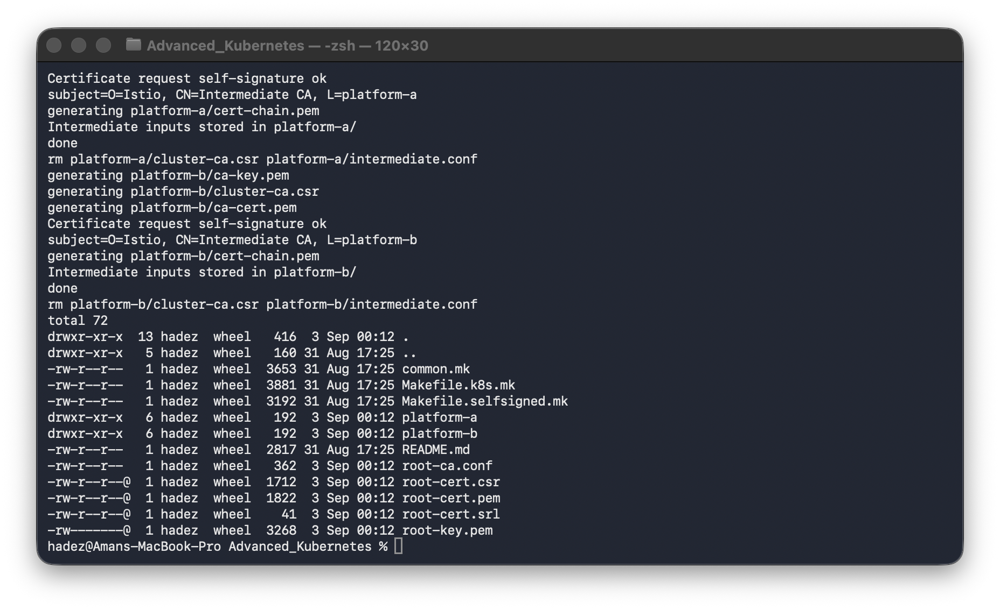 Advanced_Kubernetes — -zsh — 120×30
Certificate request self-signature ok
subject=O=Istio, CN=Intermediate CA, L=platform-a
generating platform-a/cert-chain.pem
Intermediate inputs stored in platform-a/
done
rm platform-a/cluster-ca.csr platform-a/intermediate.conf
generating platform-b/ca-key.pem
generating platform-b/cluster-ca.csr
generating platform-b/ca-cert.pem
Certificate request self-signature ok
subject=O=Istio, CN=Intermediate CA, L=platform-b
generating platform-b/cert-chain.pem
Intermediate inputs stored in platform-b/
done
rm platform-b/cluster-ca.csr platform-b/intermediate.conf
total 72
drwxr-xr-x  13 hadez  wheel   416  3 Sep 00:12 .
drwxr-xr-x   5 hadez  wheel   160 31 Aug 17:25 ..
-rw-r--r--   1 hadez  wheel  3653 31 Aug 17:25 common.mk
-rw-r--r--   1 hadez  wheel  3881 31 Aug 17:25 Makefile.k8s.mk
-rw-r--r--   1 hadez  wheel  3192 31 Aug 17:25 Makefile.selfsigned.mk
drwxr-xr-x   6 hadez  wheel   192  3 Sep 00:12 platform-a
drwxr-xr-x   6 hadez  wheel   192  3 Sep 00:12 platform-b
-rw-r--r--   1 hadez  wheel  2817 31 Aug 17:25 README.md
-rw-r--r--   1 hadez  wheel   362  3 Sep 00:12 root-ca.conf
-rw-r--r--@  1 hadez  wheel  1712  3 Sep 00:12 root-cert.csr
-rw-r--r--@  1 hadez  wheel  1822  3 Sep 00:12 root-cert.pem
-rw-r--r--@  1 hadez  wheel    41  3 Sep 00:12 root-cert.srl
-rw-------@  1 hadez  wheel  3268  3 Sep 00:12 root-key.pem
hadez@Amans-MacBook-Pro Advanced_Kubernetes %